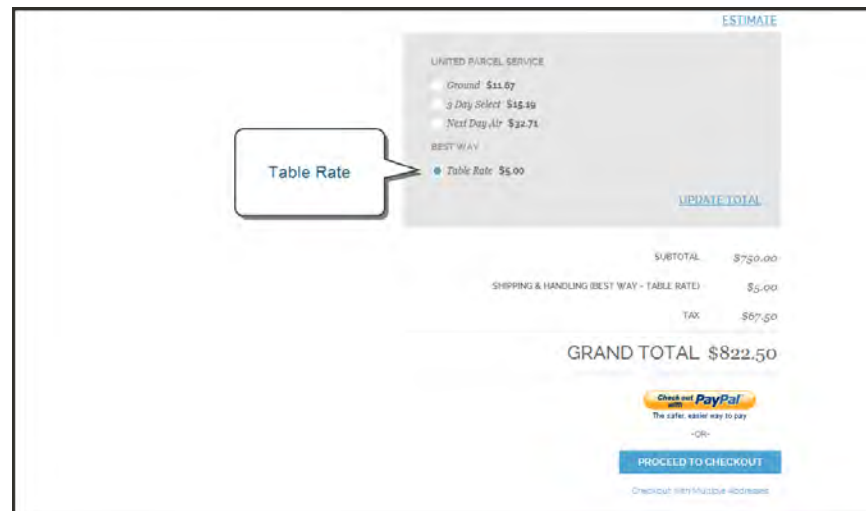 ESTIMATE
UNITED PARCEL SERVICE
Ground $11.67
3 Day Select $15.19
Next Day Air $32.71
BEST WAY
Table Rate
Table Rate $5.00
UPDATE TOTAL
SUBTOTAL $750.00
SHIPPING & HANDLING (BEST WAY - TABLE RATE) $5.00
TAX $67.50
GRAND TOTAL $822.50
Check out with PayPal
The safer, easier way to pay
-OR-
PROCEED TO CHECKOUT
Checkout with Multiple Addresses